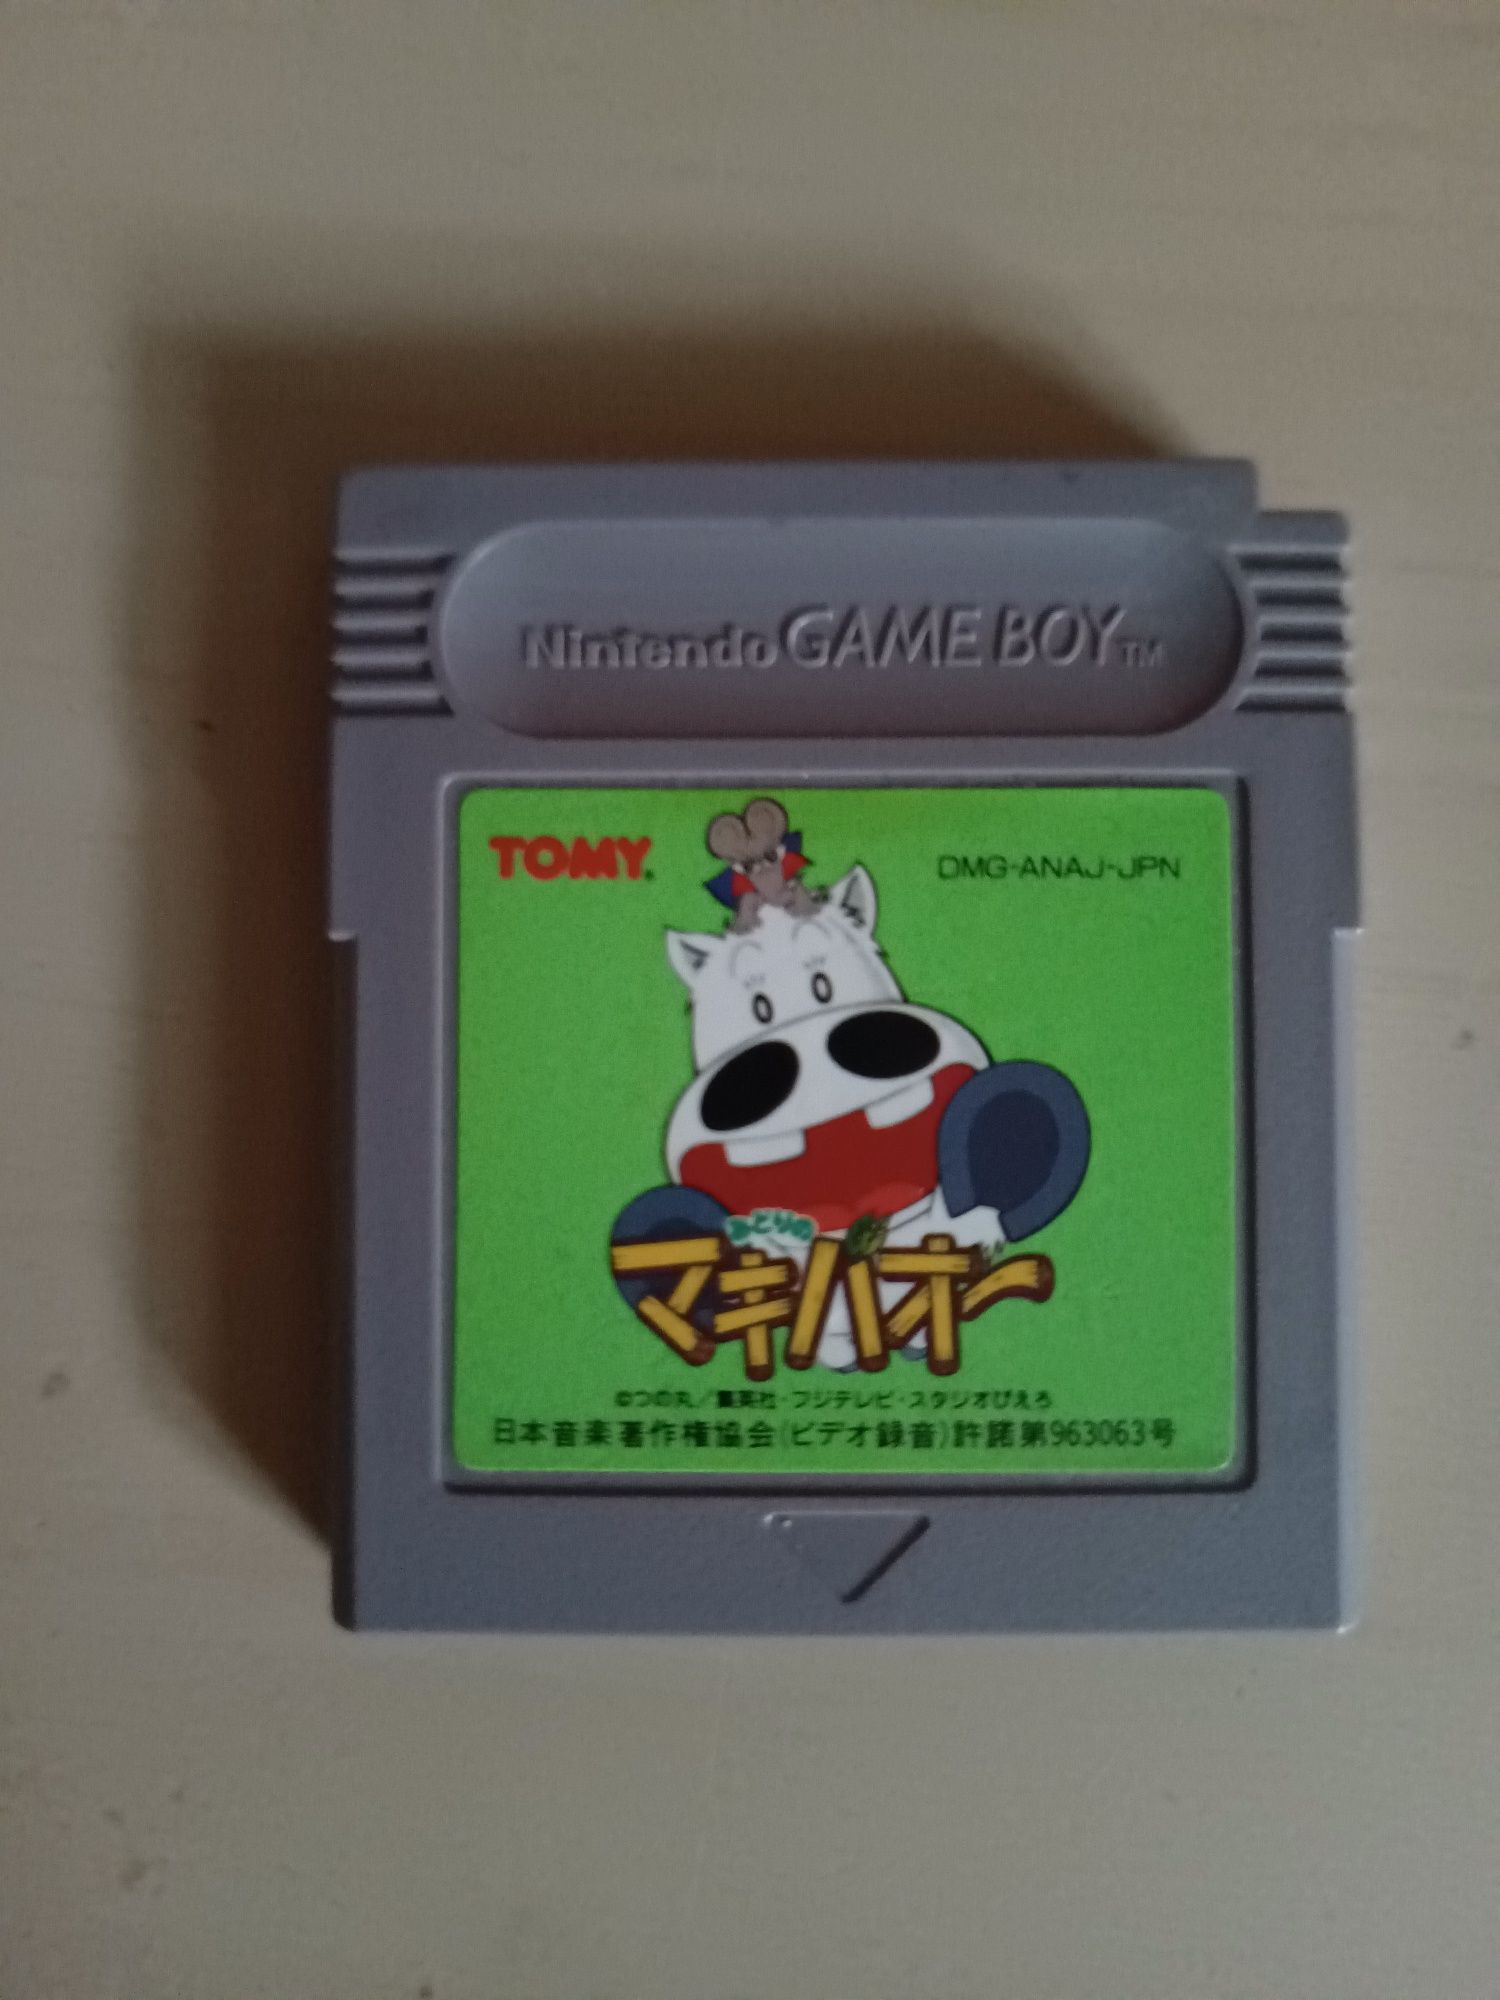 Nintendo GAME BOY™
TOMY®
DMG-ANAJ-JPN
みどりの
マキバオー
©つの丸／集英社・フジテレビ・スタジオぴえろ
日本音楽著作権協会(ビデオ録音)許諾第963063号